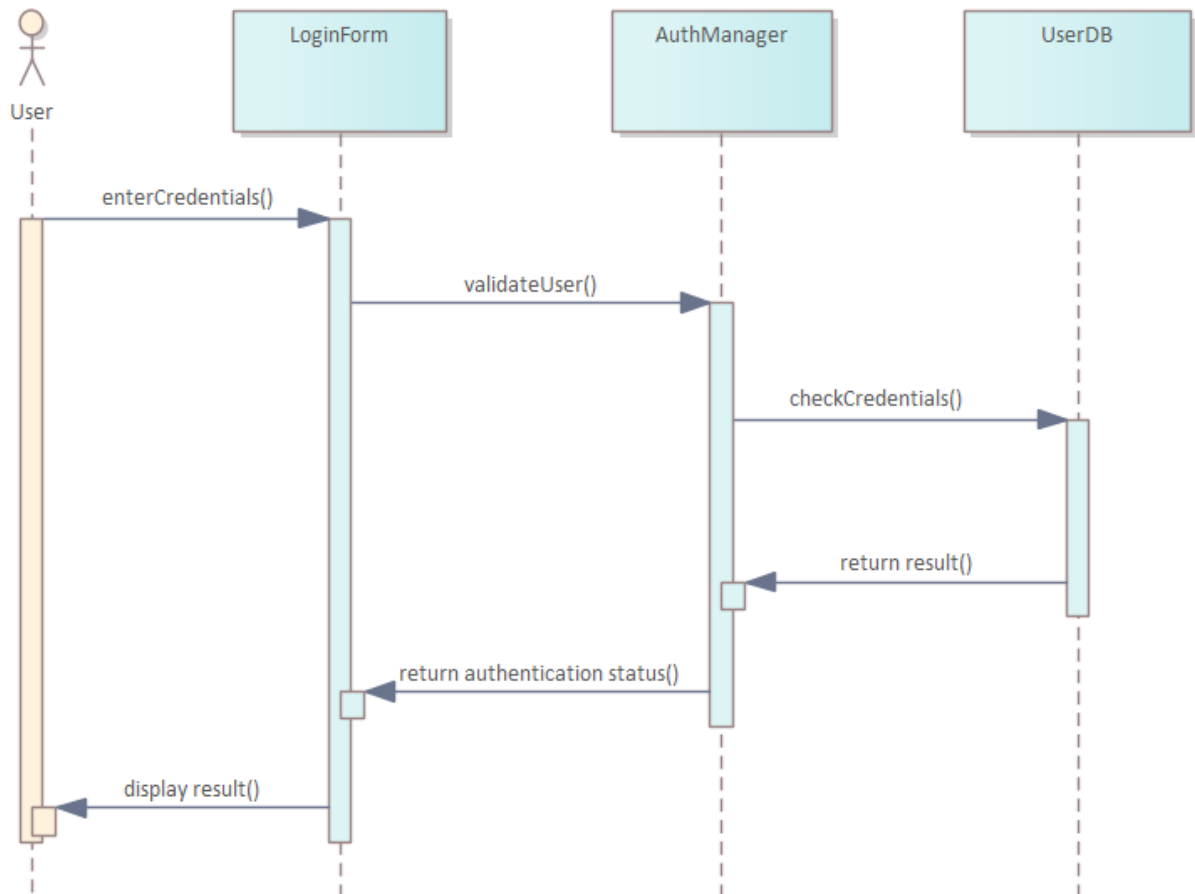 LoginForm
AuthManager
UserDB
User
enterCredentials()
validateUser()
checkCredentials()
return result()
return authentication status()
display result()